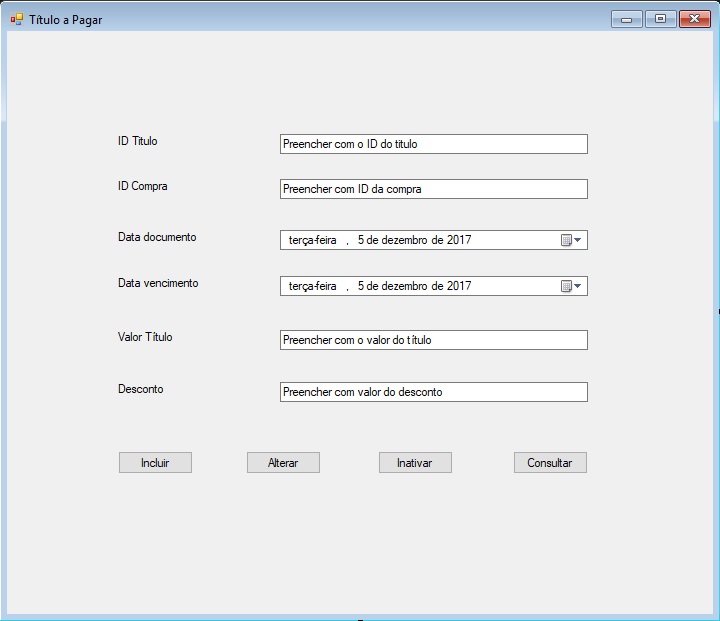 Título a Pagar
ID Titulo
Preencher com o ID do titulo
ID Compra
Preencher com ID da compra
Data documento
terça-feira , 5 de dezembro de 2017
Data vencimento
terça-feira , 5 de dezembro de 2017
Valor Título
Preencher com o valor do título
Desconto
Preencher com valor do desconto
Incluir Alterar Inativar Consultar